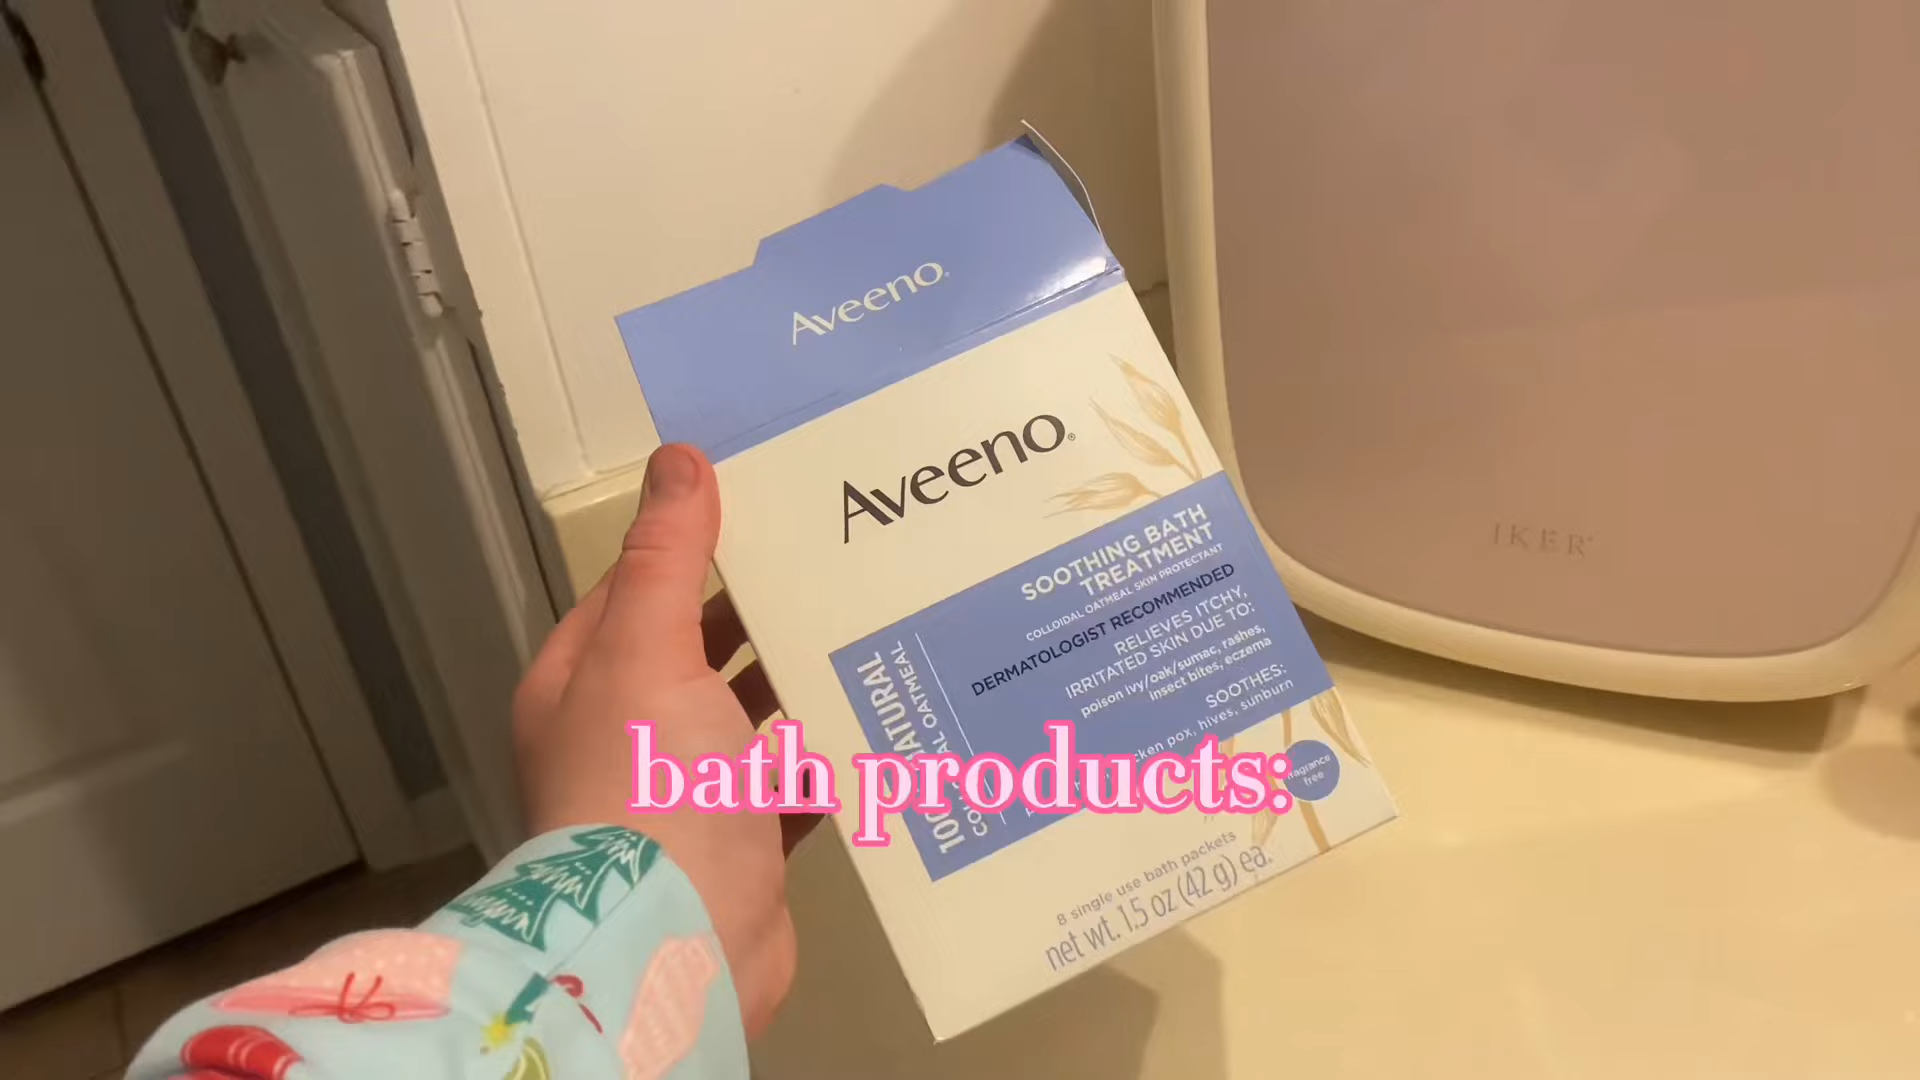 Aveeno®
Aveeno®
SOOTHING BATH
TREATMENT
COLLOIDAL OATMEAL SKIN PROTECTANT
DERMATOLOGIST RECOMMENDED
RELIEVES ITCHY,
IRRITATED SKIN DUE TO:
poison ivy/oak/sumac, rashes,
insect bites, eczema
SOOTHES:
pox, hives, sunburn
NATURAL
OATMEAL
fragrance
free
bath products:
8 single use bath packets
net wt. 1.5 oz (42 g) ea.
IKER